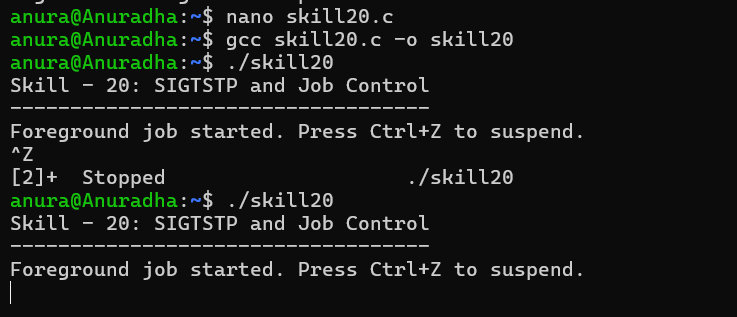 anura@Anuradha:~$ nano skill20.c
anura@Anuradha:~$ gcc skill20.c -o skill20
anura@Anuradha:~$ ./skill20
Skill - 20: SIGTSTP and Job Control
-----------------------------------
Foreground job started. Press Ctrl+Z to suspend.
^Z
[2]+  Stopped                    ./skill20
anura@Anuradha:~$ ./skill20
Skill - 20: SIGTSTP and Job Control
-----------------------------------
Foreground job started. Press Ctrl+Z to suspend.